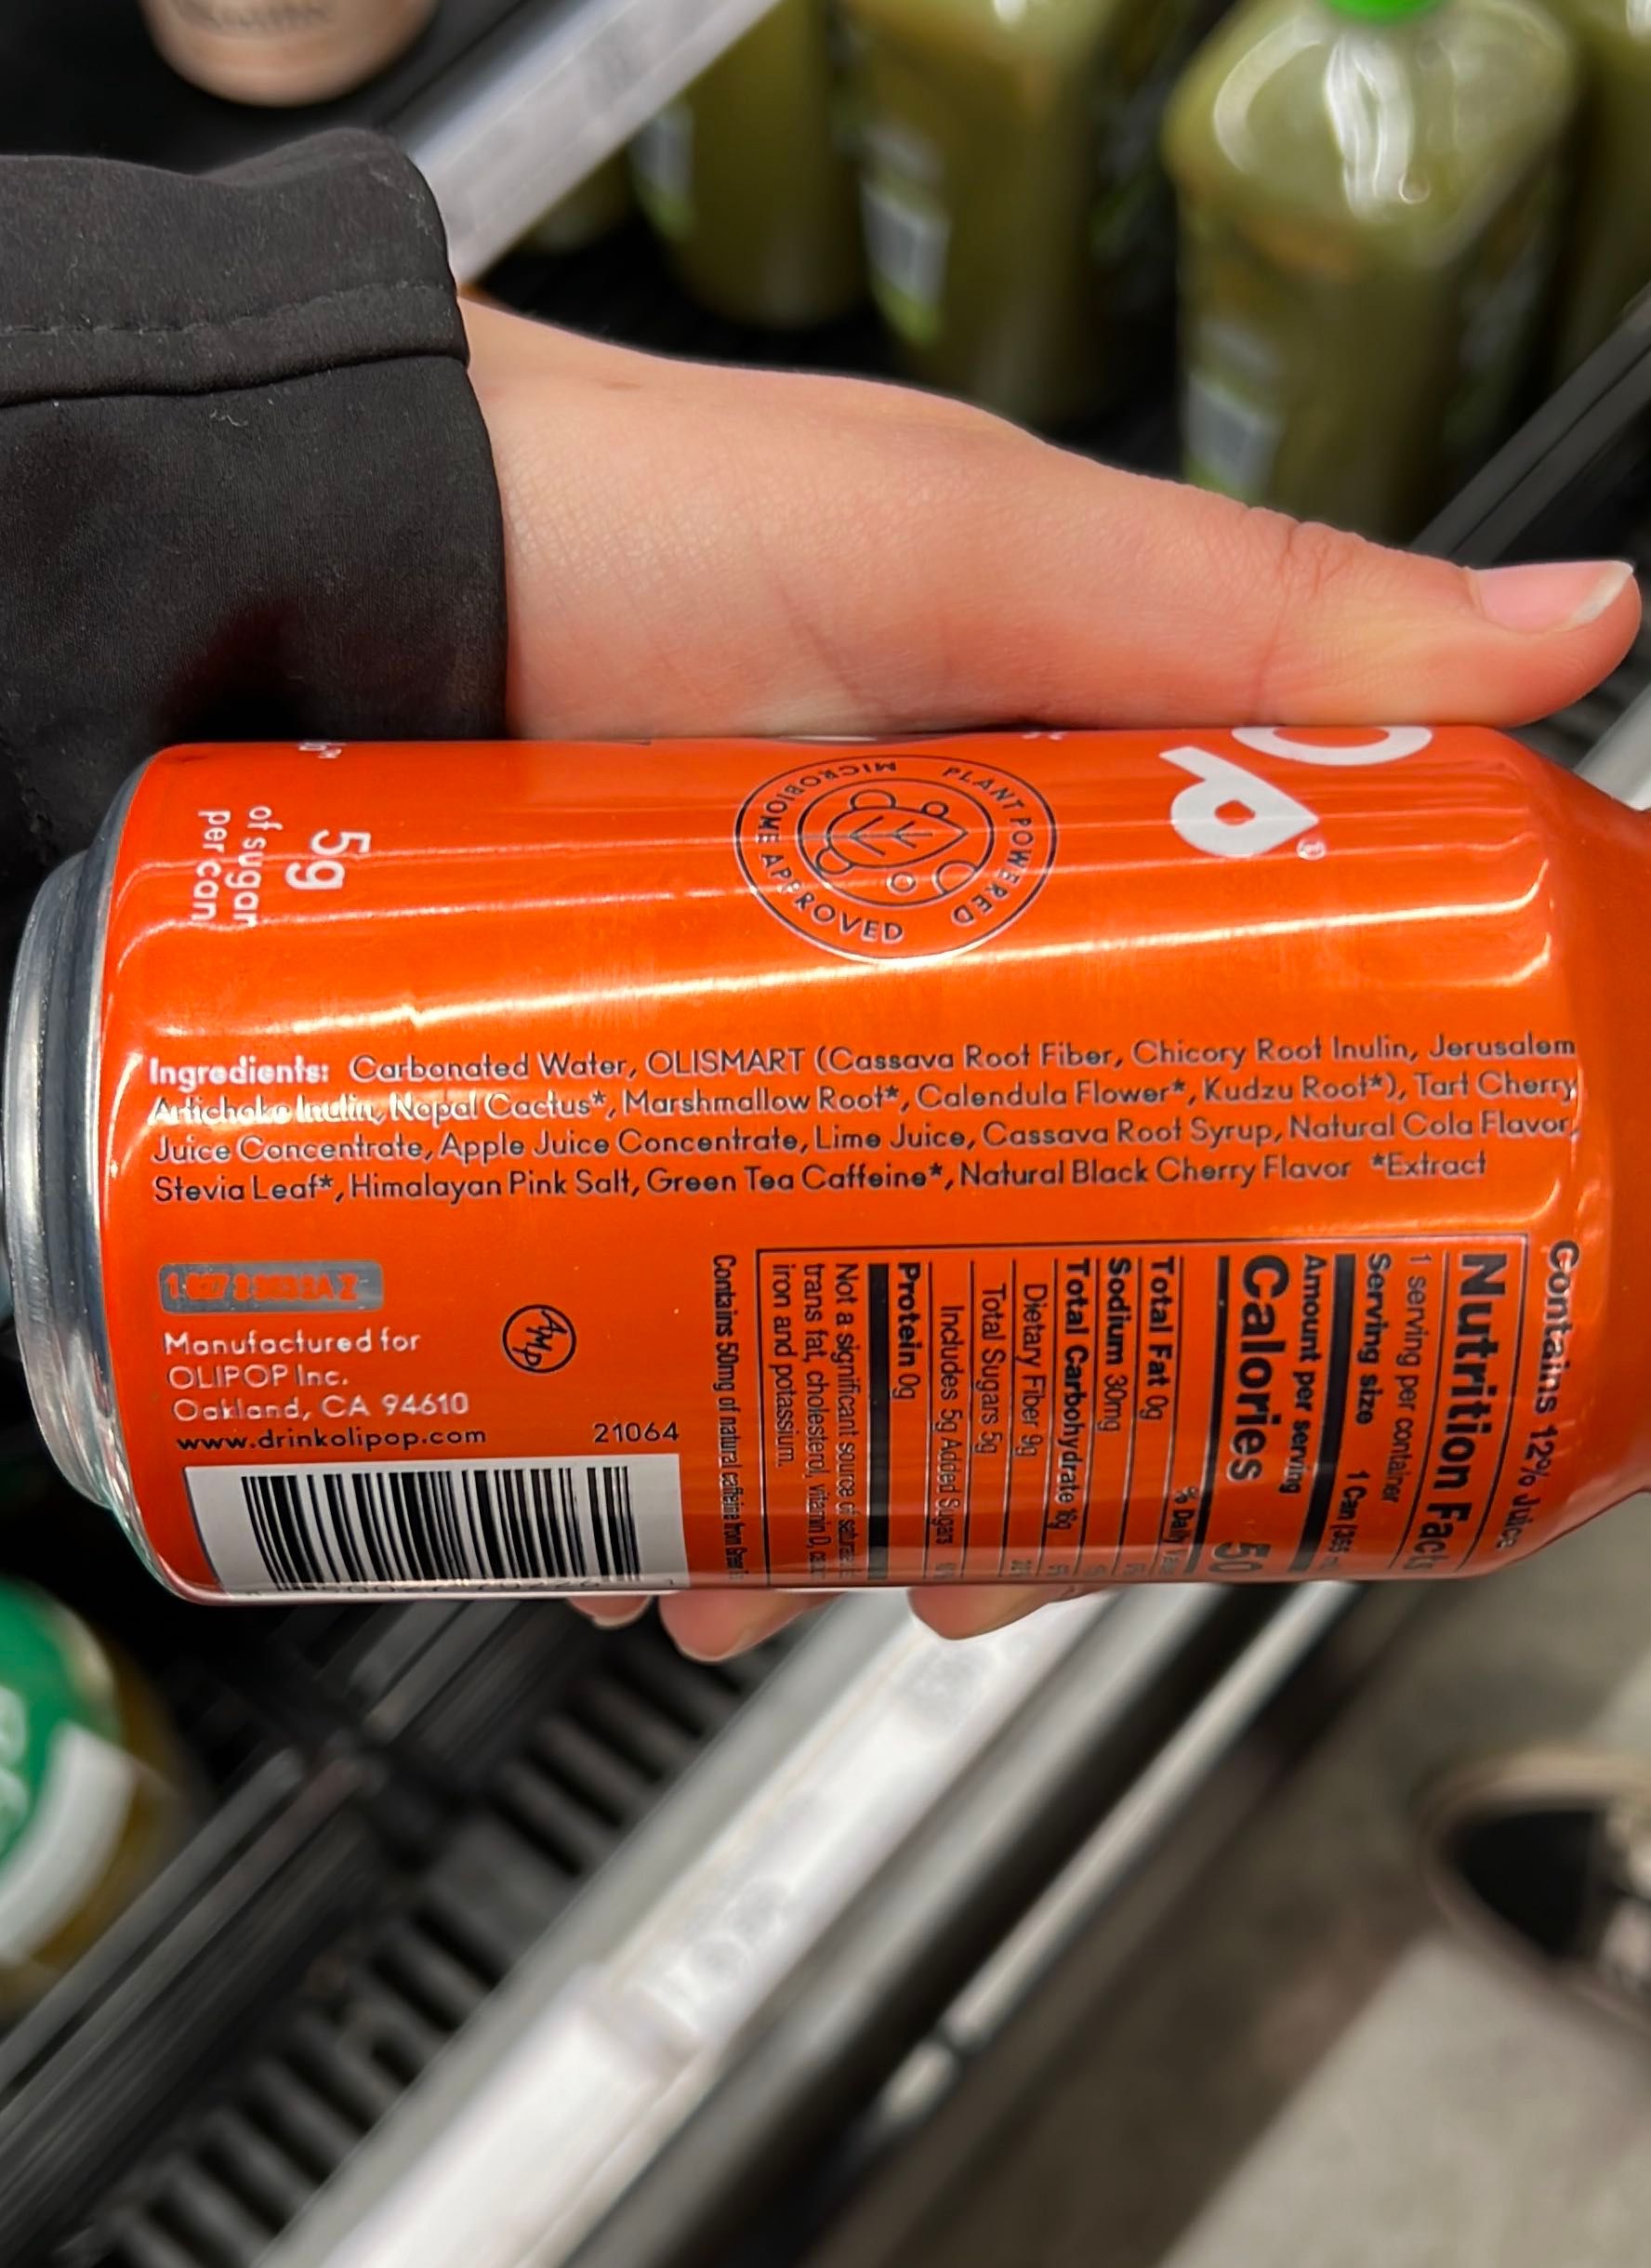 5g
of sugar
per can
PLANT POWERED
MICROBIOME APPROVED
Ingredients: Carbonated Water, OLISMART (Cassava Root Fiber, Chicory Root Inulin, Jerusalem
Artichoke Inulin, Nopal Cactus*, Marshmallow Root*, Calendula Flower*, Kudzu Root*), Tart Cherry
Juice Concentrate, Apple Juice Concentrate, Lime Juice, Cassava Root Syrup, Natural Cola Flavor,
Stevia Leaf*, Himalayan Pink Salt, Green Tea Caffeine*, Natural Black Cherry Flavor *Extract
Contains 12% Juice
Nutrition Facts
1 serving per container
Serving size 1 Can
Amount per serving
Calories 50
% Daily
Total Fat 0g
Sodium 30mg
Total Carbohydrate
Dietary Fiber 9g
Total Sugars 5g
Includes 5g Added Sugars
Protein 0g
Not a significant source of
trans fat, cholesterol, vitamin D,
iron and potassium.
Contains 50mg of natural caffeine from
AMP
Manufactured for
OLIPOP Inc.
Oakland, CA 94610
www.drinkolipop.com
21064